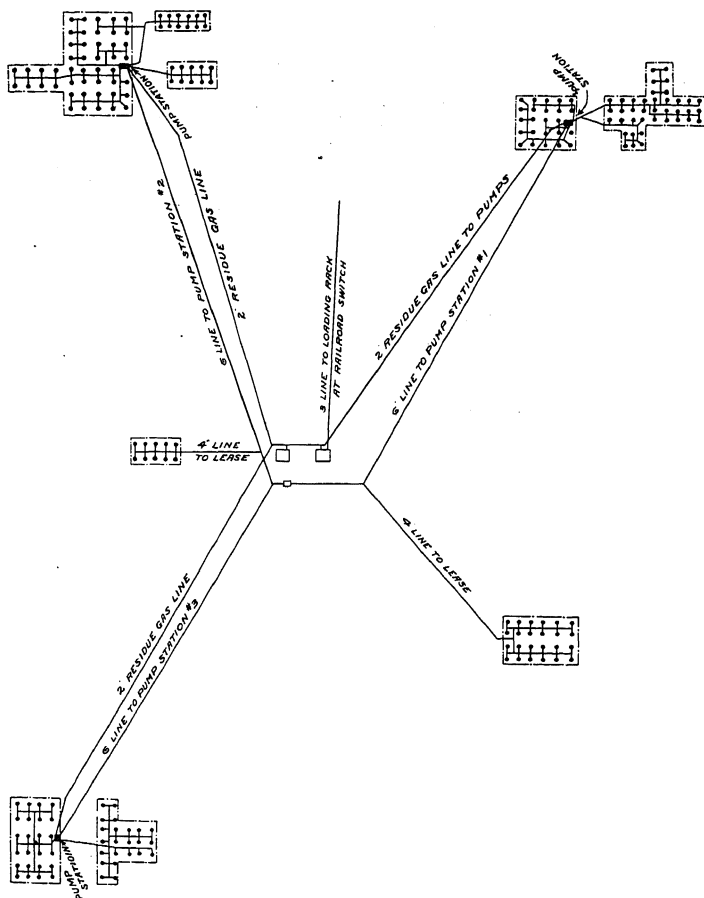 PUMP STATION
PUMP
STATION
6 LINE TO PUMP STATION #2
2' RESIDUE GAS LINE
3 LINE TO LOADING RACK
AT RAILROAD SWITCH
2' RESIDUE GAS LINE TO PUMPS
6' LINE TO PUMP STATION #1
4' LINE
TO LEASE
4 LINE TO LEASE
2' RESIDUE GAS LINE
6 LINE TO PUMP STATION #3
PUMP
STATION